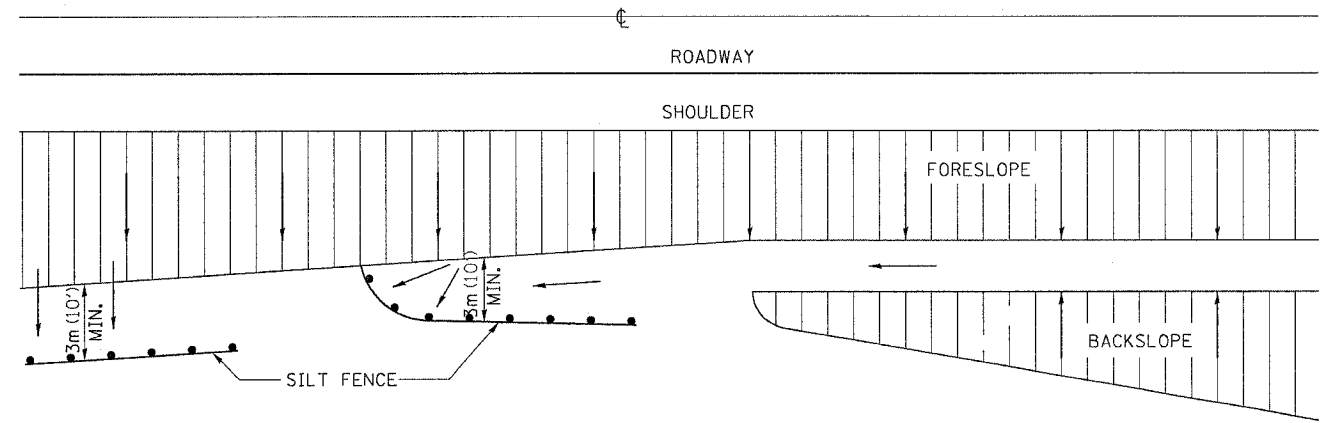 ℄
ROADWAY
SHOULDER
FORESLOPE
3m (10')
MIN.
3m (10')
MIN.
BACKSLOPE
SILT FENCE